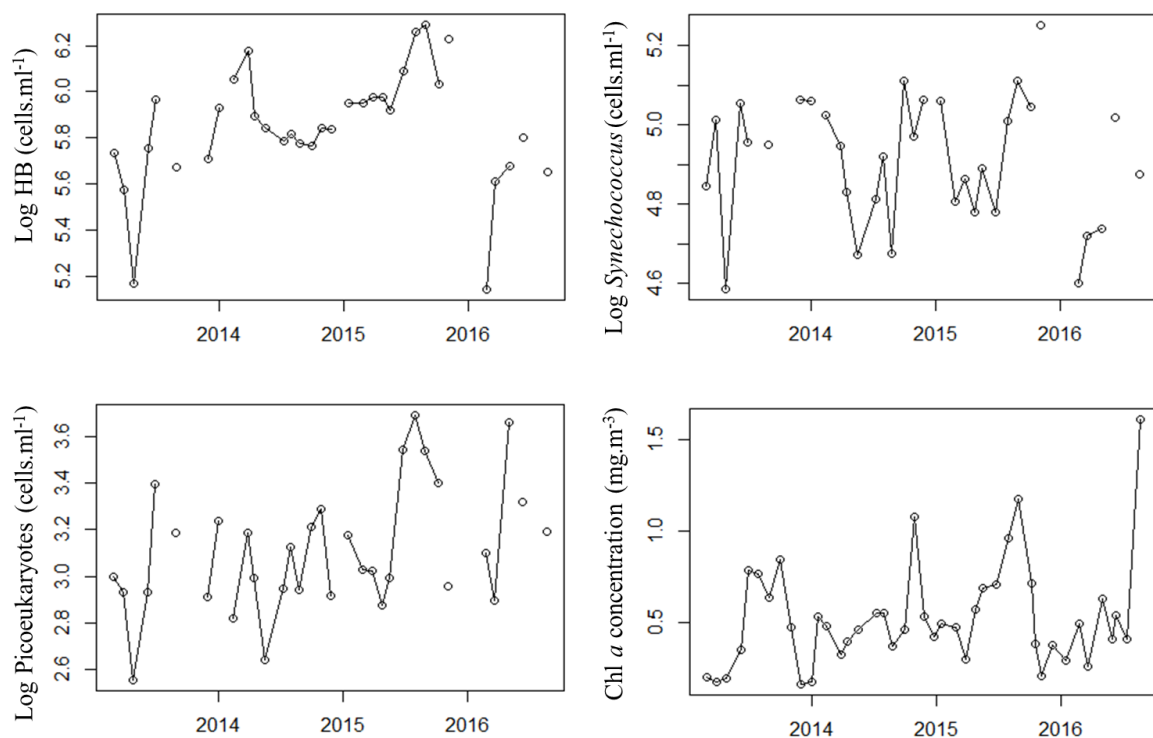 Log HB (cells.ml-1)
6.2
6.0
5.8
5.6
5.4
5.2
2014 2015 2016
Log Synechococcus (cells.ml-1)
5.2
5.0
4.8
4.6
2014 2015 2016
Log Picoeukaryotes (cells.ml-1)
3.6
3.4
3.2
3.0
2.8
2.6
2014 2015 2016
Chl a concentration (mg.m-3)
1.5
1.0
0.5
2014 2015 2016